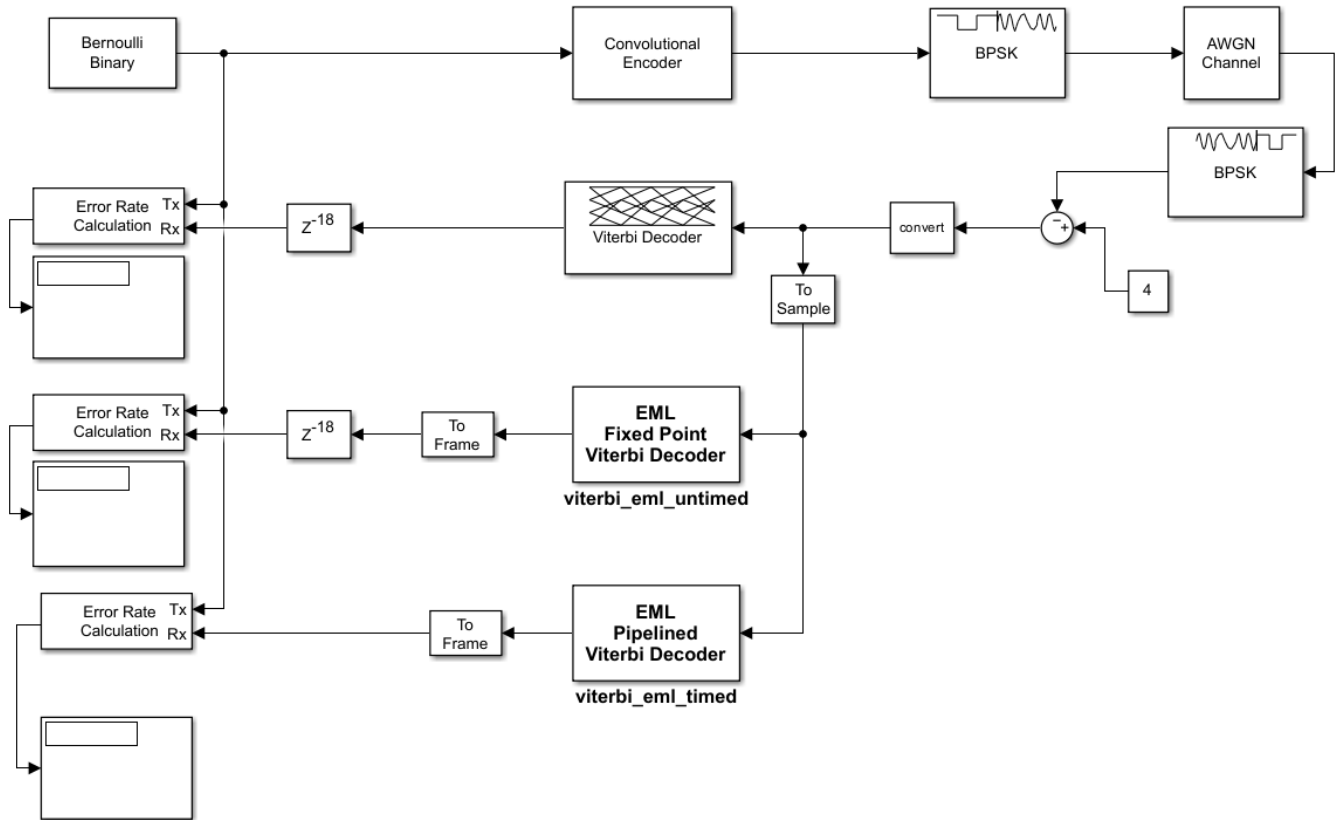 Bernoulli
Binary
Convolutional
Encoder
BPSK
AWGN
Channel
BPSK
Error Rate
Calculation
Tx
Rx
Z-18
Viterbi Decoder
convert
−
+
4
To
Sample
Error Rate
Calculation
Tx
Rx
Z-18
To
Frame
EML
Fixed Point
Viterbi Decoder
viterbi_eml_untimed
Error Rate
Calculation
Tx
Rx
To
Frame
EML
Pipelined
Viterbi Decoder
viterbi_eml_timed